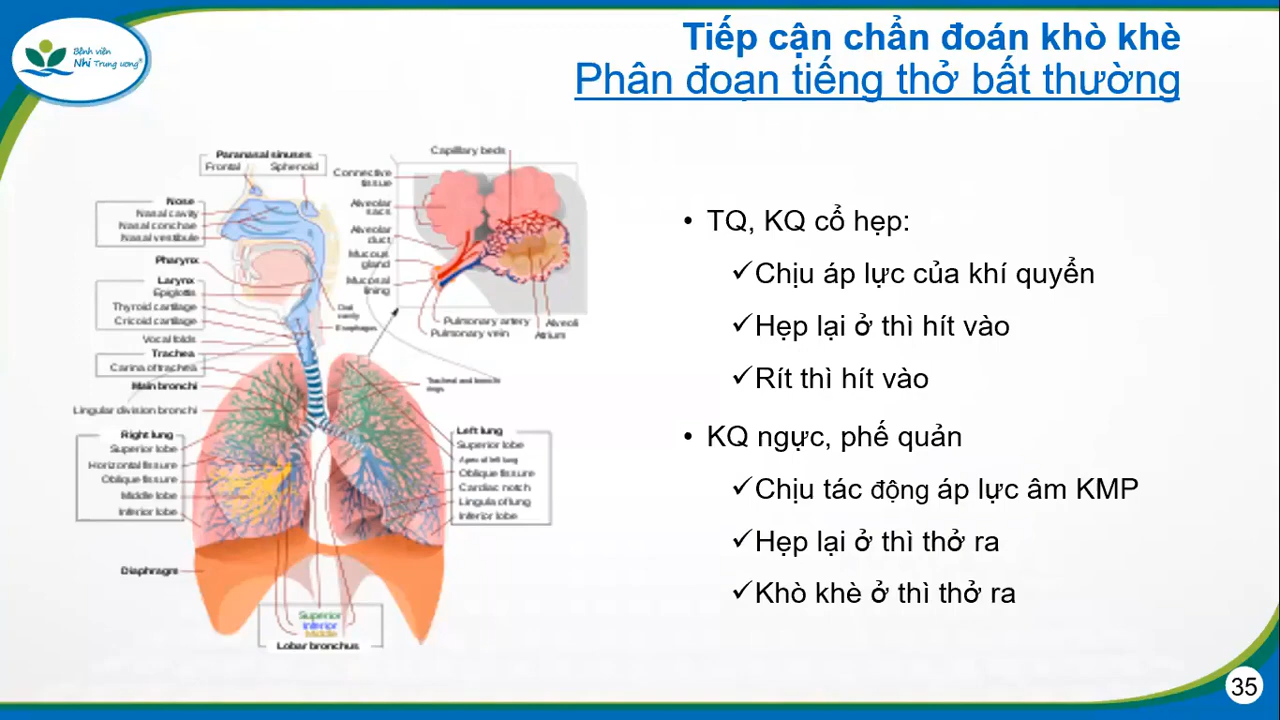 Bệnh viện
Nhi Trung ương®
Tiếp cận chẩn đoán khò khè
Phân đoạn tiếng thở bất thường
Paranasal sinuses
Frontal
Sphenoid
Nose
Nasal cavity
Nasal conchae
Nasal vestibule
Pharynx
Larynx
Epiglottis
Thyroid cartilage
Cricoid cartilage
Vocal folds
Trachea
Carina of trachea
Main bronchi
Lingular division bronchi
Right lung
Superior lobe
Horizontal fissure
Oblique fissure
Middle lobe
Inferior lobe
Diaphragm
Capillary beds
Connective
tissue
Alveolar
sacs
Alveolar
duct
Mucosal
gland
Mucosal
lining
Pulmonary artery
Pulmonary vein
Alveoli
Atrium
Oral
cavity
Esophagus
Tracheal and bronchi
rings
Left lung
Superior lobe
Apex of left lung
Oblique fissure
Cardiac notch
Lingula of lung
Inferior lobe
Superior
Inferior
Middle
Lobar bronchus
• TQ, KQ cổ hẹp:
✓Chịu áp lực của khí quyển
✓Hẹp lại ở thì hít vào
✓Rít thì hít vào
• KQ ngực, phế quản
✓Chịu tác động áp lực âm KMP
✓Hẹp lại ở thì thở ra
✓Khò khè ở thì thở ra
35